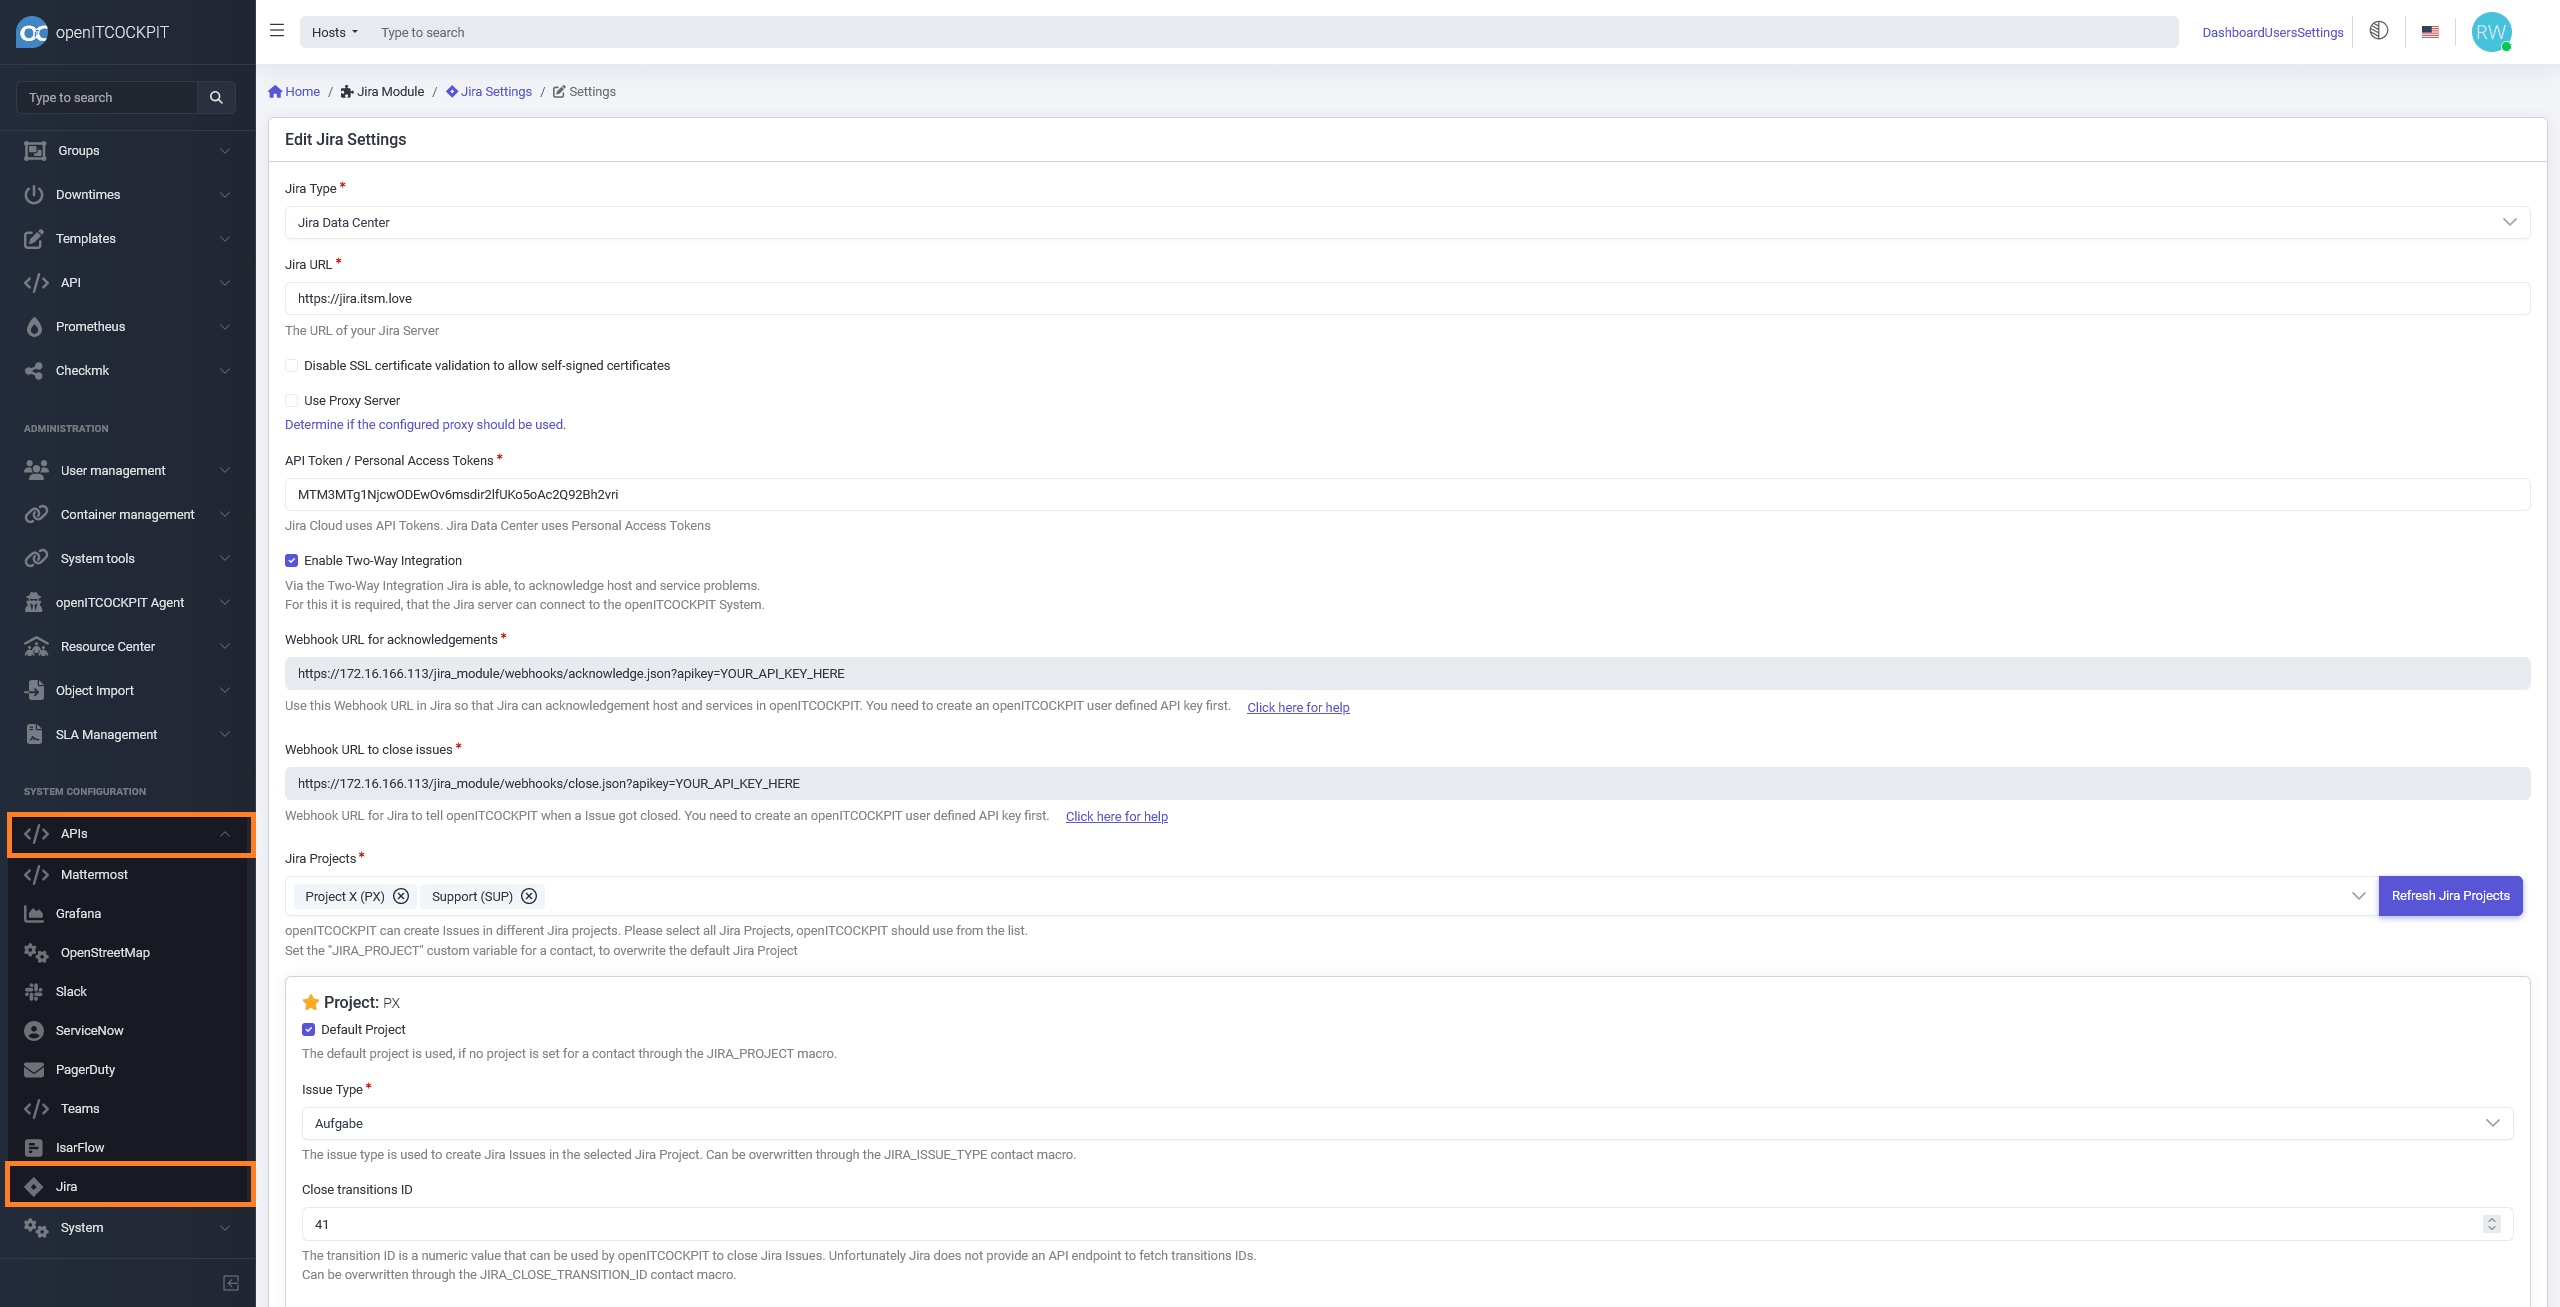 openITCOCKPIT
Type to search
Groups
Downtimes
Templates
API
Prometheus
Checkmk
ADMINISTRATION
User management
Container management
System tools
openITCOCKPIT Agent
Resource Center
Object Import
SLA Management
SYSTEM CONFIGURATION
APIs
Mattermost
Grafana
OpenStreetMap
Slack
ServiceNow
PagerDuty
Teams
IsarFlow
Jira
System
Hosts Type to search DashboardUsersSettings RW
Home / Jira Module / Jira Settings / Settings
Edit Jira Settings
Jira Type *
Jira Data Center
Jira URL *
https://jira.itsm.love
The URL of your Jira Server
Disable SSL certificate validation to allow self-signed certificates
Use Proxy Server
Determine if the configured proxy should be used.
API Token / Personal Access Tokens *
MTM3MTg1NjcwODEwOv6msdir2lfUKo5oAc2Q92Bh2vri
Jira Cloud uses API Tokens. Jira Data Center uses Personal Access Tokens
Enable Two-Way Integration
Via the Two-Way Integration Jira is able, to acknowledge host and service problems.
For this it is required, that the Jira server can connect to the openITCOCKPIT System.
Webhook URL for acknowledgements *
https://172.16.166.113/jira_module/webhooks/acknowledge.json?apikey=YOUR_API_KEY_HERE
Use this Webhook URL in Jira so that Jira can acknowledgement host and services in openITCOCKPIT. You need to create an openITCOCKPIT user defined API key first. Click here for help
Webhook URL to close issues *
https://172.16.166.113/jira_module/webhooks/close.json?apikey=YOUR_API_KEY_HERE
Webhook URL for Jira to tell openITCOCKPIT when a Issue got closed. You need to create an openITCOCKPIT user defined API key first. Click here for help
Jira Projects *
Project X (PX) Support (SUP) Refresh Jira Projects
openITCOCKPIT can create Issues in different Jira projects. Please select all Jira Projects, openITCOCKPIT should use from the list.
Set the "JIRA_PROJECT" custom variable for a contact, to overwrite the default Jira Project
Project: PX
Default Project
The default project is used, if no project is set for a contact through the JIRA_PROJECT macro.
Issue Type *
Aufgabe
The issue type is used to create Jira Issues in the selected Jira Project. Can be overwritten through the JIRA_ISSUE_TYPE contact macro.
Close transitions ID
41
The transition ID is a numeric value that can be used by openITCOCKPIT to close Jira Issues. Unfortunately Jira does not provide an API endpoint to fetch transitions IDs.
Can be overwritten through the JIRA_CLOSE_TRANSITION_ID contact macro.